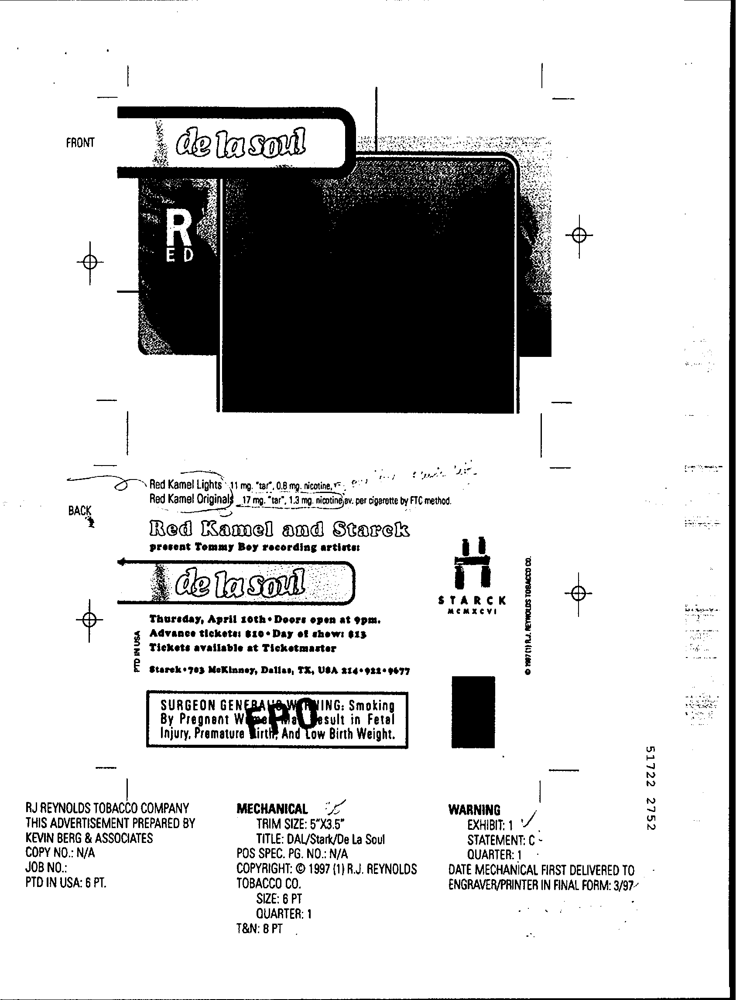 FRONT
de la soul
R
ED
Red Kamel Lights 11 mg. "tar", 0.8 mg. nicotine,
Red Kamel Originals 17 mg. "tar", 1.3 mg. nicotine av. per cigarette by FTC method.
BACK
Red Kamel and Starck
present Tommy Boy recording artists:
de la soul
STARCK
MCMXCVI
Thursday, April 10th • Doors open at 9pm.
Advance tickets: $10 • Day of show: $13
Tickets available at Ticketmaster
Starck • 703 McKinney, Dallas, TX, USA 214 • 922 • 9677
PTD IN USA
© 1997 (1) R.J. REYNOLDS TOBACCO CO.
SURGEON GENERAL'S WARNING: Smoking
By Pregnant Women May Result in Fetal
Injury, Premature Birth, And Low Birth Weight.
FPO
51722 2752
RJ REYNOLDS TOBACCO COMPANY
THIS ADVERTISEMENT PREPARED BY
KEVIN BERG & ASSOCIATES
COPY NO.: N/A
JOB NO.:
PTD IN USA: 6 PT.
MECHANICAL
TRIM SIZE: 5"X3.5"
TITLE: DAL/Stark/De La Soul
POS SPEC. PG. NO.: N/A
COPYRIGHT: © 1997 (1) R.J. REYNOLDS
TOBACCO CO.
SIZE: 6 PT
QUARTER: 1
T&N: 8 PT
WARNING
EXHIBIT: 1
STATEMENT: C
QUARTER: 1
DATE MECHANICAL FIRST DELIVERED TO
ENGRAVER/PRINTER IN FINAL FORM: 3/97